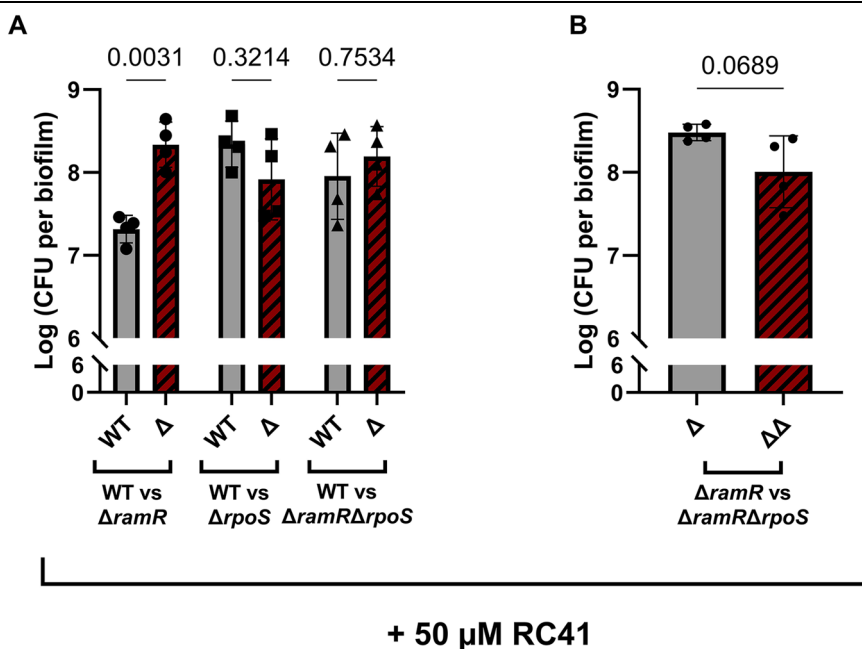 A
0.0031 0.3214 0.7534
Log (CFU per biofilm)
9
8
7
6
6
0
WT Δ WT Δ WT Δ
WT vs
ΔramR
WT vs
ΔrpoS
WT vs
ΔramRΔrpoS
B
0.0689
Log (CFU per biofilm)
9
8
7
6
6
0
Δ ΔΔ
ΔramR vs
ΔramRΔrpoS
+ 50 µM RC41